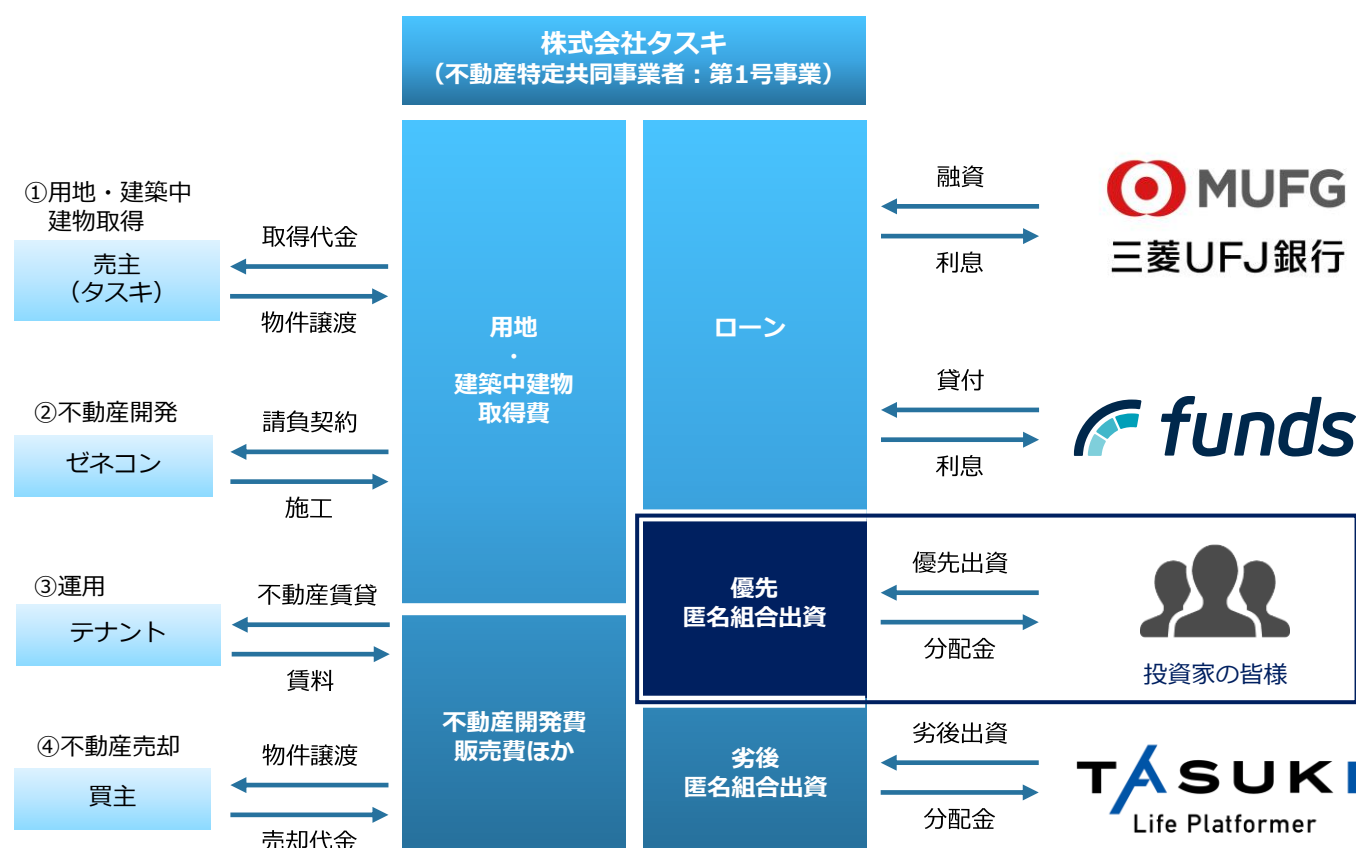 株式会社タスキ
（不動産特定共同事業者：第1号事業）
①用地・建築中
建物取得
売主
（タスキ）
取得代金
物件譲渡
②不動産開発
ゼネコン
請負契約
施工
③運用
テナント
不動産賃貸
賃料
④不動産売却
買主
物件譲渡
売却代金
用地
・
建築中建物
取得費
不動産開発費
販売費ほか
ローン
優先
匿名組合出資
劣後
匿名組合出資
融資
利息
MUFG
三菱UFJ銀行
貸付
利息
funds
優先出資
分配金
投資家の皆様
劣後出資
分配金
TASUKI
Life Platformer